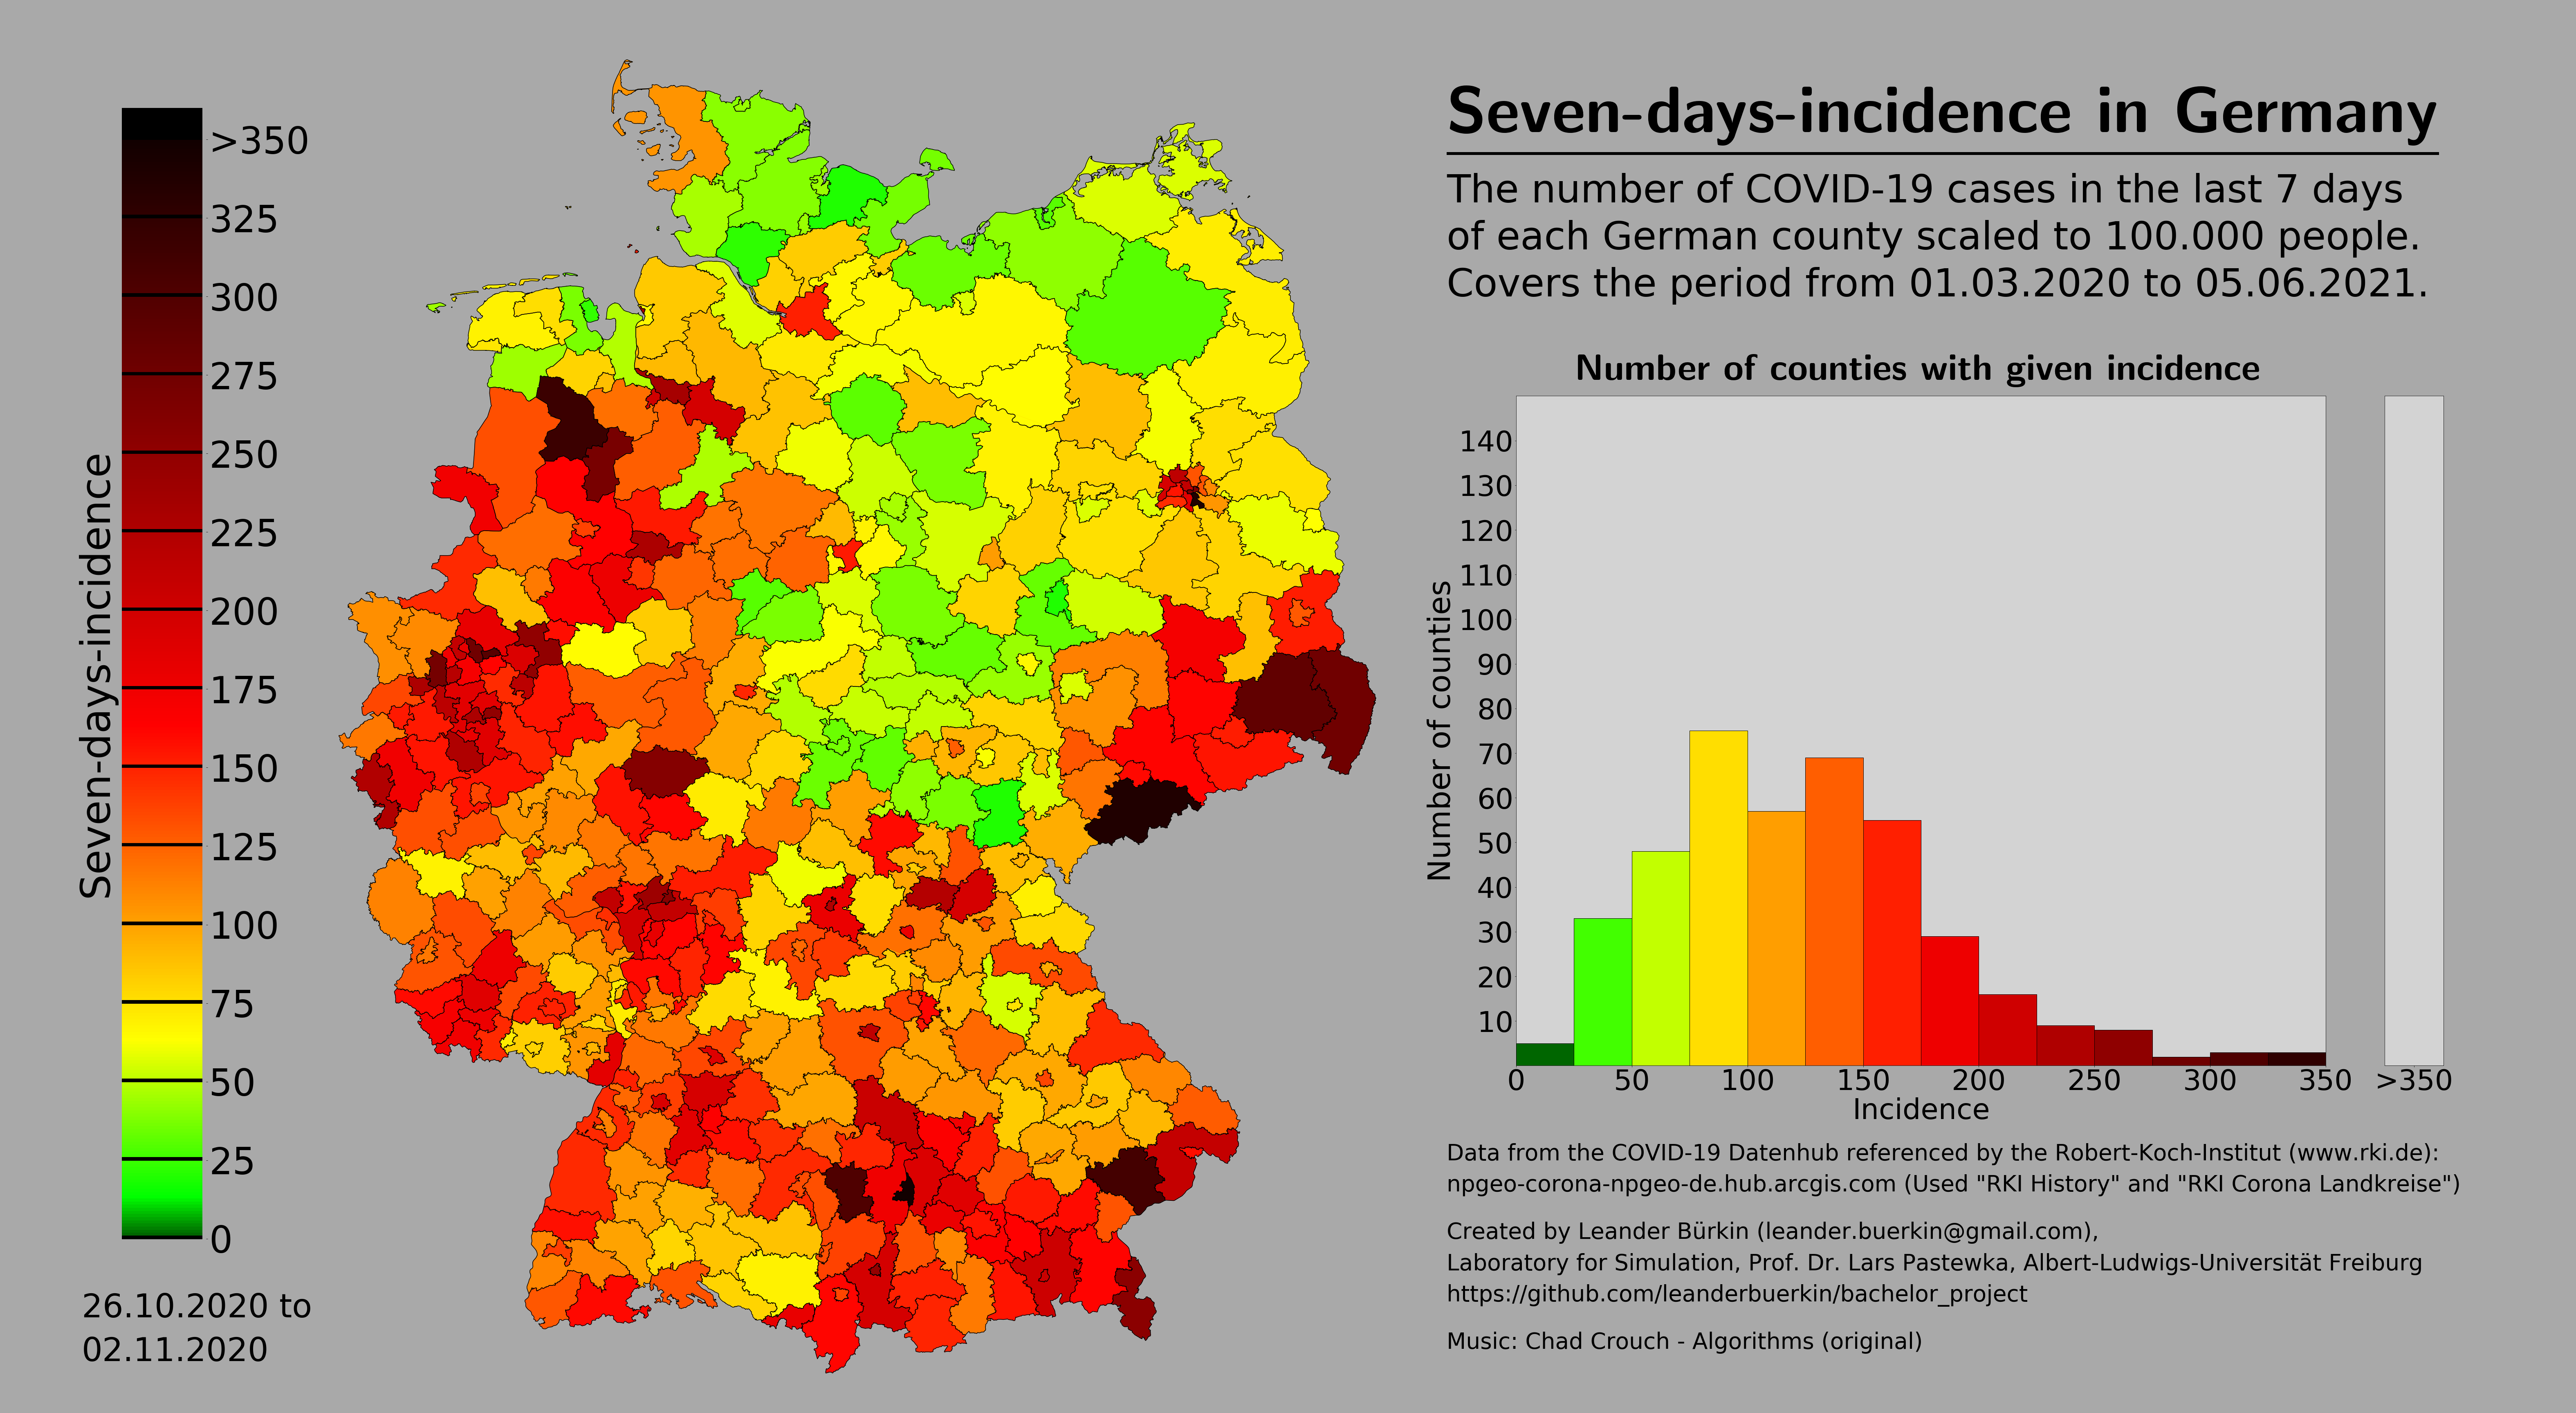 Seven-days-incidence in Germany
The number of COVID-19 cases in the last 7 days
of each German county scaled to 100.000 people.
Covers the period from 01.03.2020 to 05.06.2021.
Seven-days-incidence
>350
325
300
275
250
225
200
175
150
125
100
75
50
25
0
26.10.2020 to
02.11.2020
Number of counties with given incidence
Number of counties
140
130
120
110
100
90
80
70
60
50
40
30
20
10
0 50 100 150 200 250 300 350 >350
Incidence
Data from the COVID-19 Datenhub referenced by the Robert-Koch-Institut (www.rki.de):
npgeo-corona-npgeo-de.hub.arcgis.com (Used "RKI History" and "RKI Corona Landkreise")
Created by Leander Bürkin (leander.buerkin@gmail.com),
Laboratory for Simulation, Prof. Dr. Lars Pastewka, Albert-Ludwigs-Universität Freiburg
https://github.com/leanderbuerkin/bachelor_project
Music: Chad Crouch - Algorithms (original)